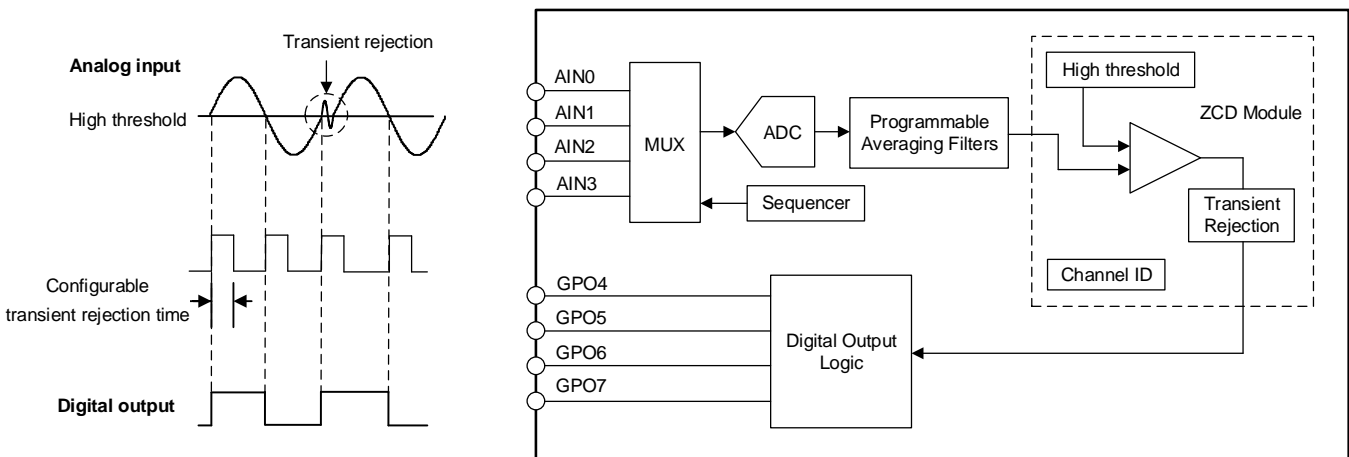 Transient rejection
Analog input
High threshold
Configurable
transient rejection time
Digital output
AIN0
AIN1
AIN2
AIN3
MUX
ADC
Programmable
Averaging Filters
Sequencer
High threshold
ZCD Module
Transient
Rejection
Channel ID
GPO4
GPO5
GPO6
GPO7
Digital Output
Logic